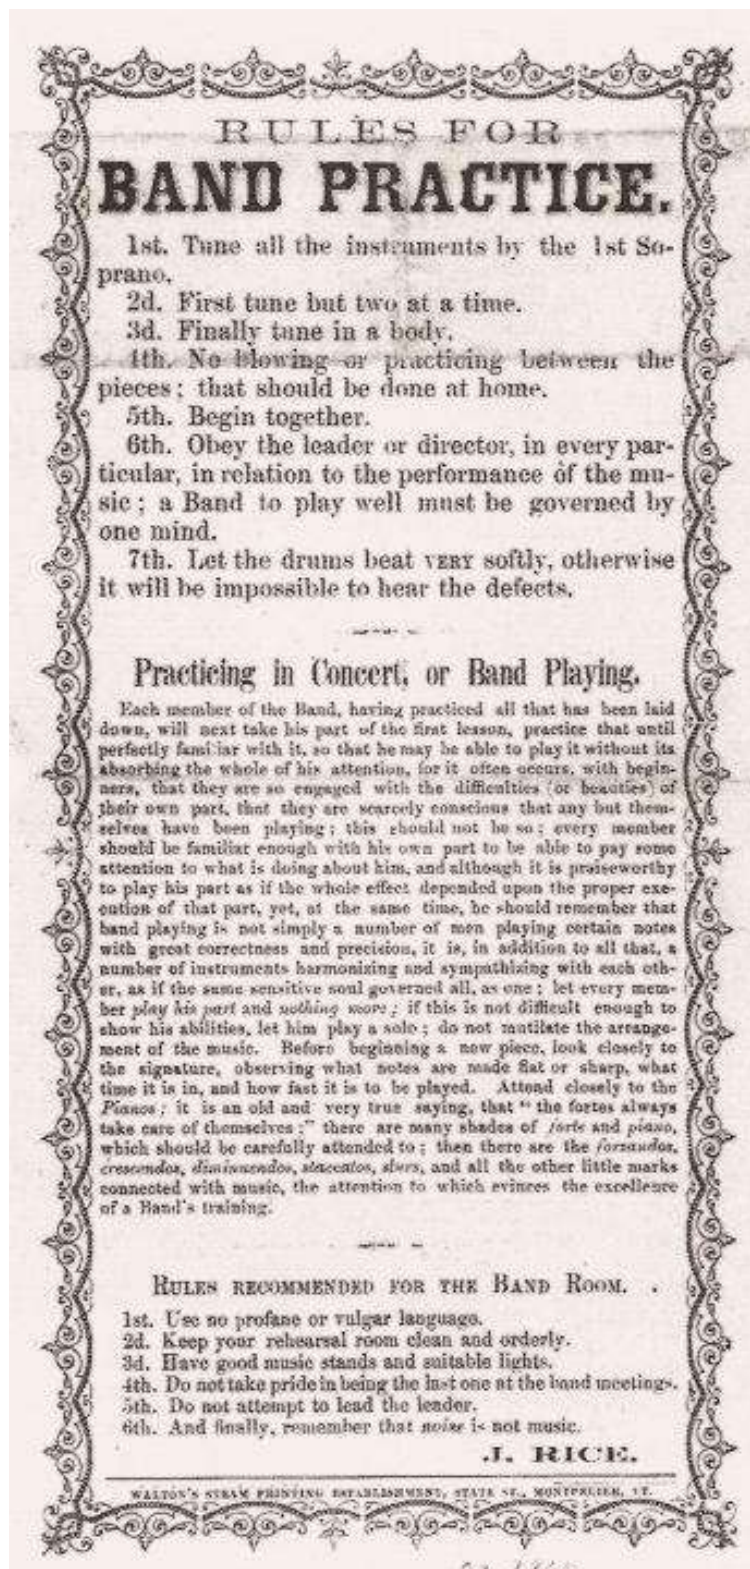 RULES FOR
BAND PRACTICE.
1st. Tune all the instruments by the 1st So-
prano.
2d. First tune but two at a time.
3d. Finally tune in a body.
4th. No blowing or practicing between the
pieces; that should be done at home.
5th. Begin together.
6th. Obey the leader or director, in every par-
ticular, in relation to the performance of the mu-
sic; a Band to play well must be governed by
one mind.
7th. Let the drums beat VERY softly, otherwise
it will be impossible to hear the defects.
Practicing in Concert, or Band Playing.
Each member of the Band, having practiced all that has been laid
down, will next take his part of the first lesson, practice that until
perfectly familiar with it, so that he may be able to play it without its
absorbing the whole of his attention, for it often occurs, with begin-
ners, that they are so engaged with the difficulties (or beauties) of
their own part, that they are scarcely conscious that any but them-
selves have been playing; this should not be so; every member
should be familiar enough with his own part to be able to pay some
attention to what is doing about him, and although it is praiseworthy
to play his part as if the whole effect depended upon the proper exe-
cution of that part, yet, at the same time, he should remember that
band playing is not simply a number of men playing certain notes
with great correctness and precision, it is, in addition to all that, a
number of instruments harmonizing and sympathizing with each oth-
er, as if the same sensitive soul governed all, as one; let every mem-
ber play his part and nothing more; if this is not difficult enough to
show his abilities, let him play a solo; do not mutilate the arrange-
ment of the music. Before beginning a new piece, look closely to
the signature, observing what notes are made flat or sharp, what
time it is in, and how fast it is to be played. Attend closely to the
Pianos; it is an old and very true saying, that "the fortes always
take care of themselves:" there are many shades of forte and piano,
which should be carefully attended to; then there are the forzandos,
crescendos, diminuendos, staccatos, slurs, and all the other little marks
connected with music, the attention to which evinces the excellence
of a Band's training.
RULES RECOMMENDED FOR THE BAND ROOM.
1st. Use no profane or vulgar language.
2d. Keep your rehearsal room clean and orderly.
3d. Have good music stands and suitable lights.
4th. Do not take pride in being the last one at the band meetings.
5th. Do not attempt to lead the leader.
6th. And finally, remember that noise is not music.
J. RICE.
WALTON'S STEAM PRINTING ESTABLISHMENT, STATE ST., MONTPELIER, VT.